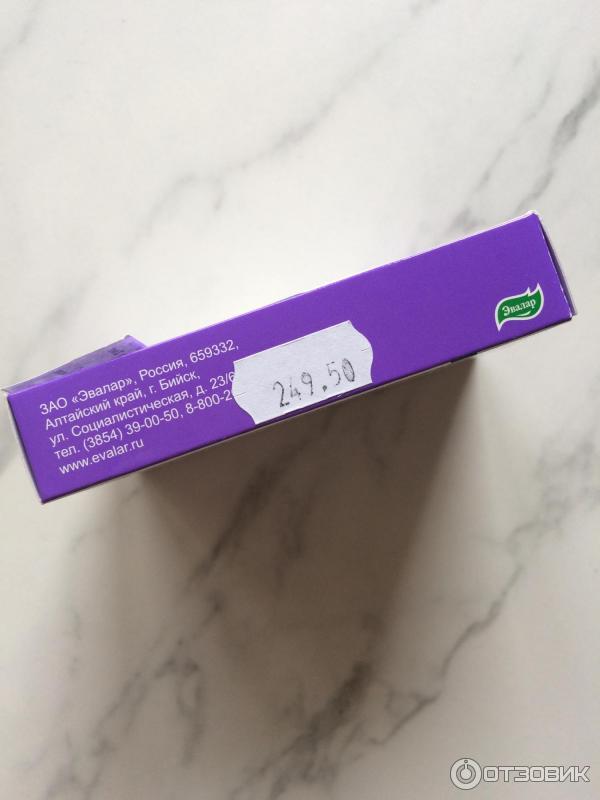 ЗАО «Эвалар», Россия, 659332,
Алтайский край, г. Бийск,
ул. Социалистическая, д. 23/6
тел. (3854) 39-00-50, 8-800-2
www.evalar.ru
249.50
Эвалар
ОТЗОВИК